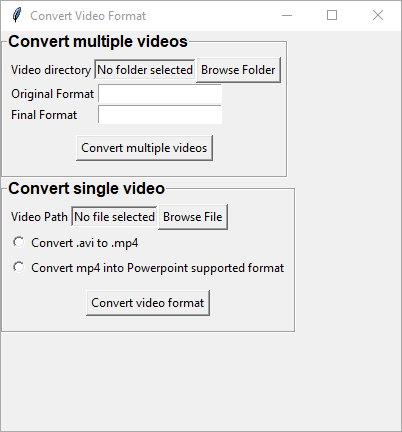 Convert Video Format
Convert multiple videos
Video directory No folder selected Browse Folder
Original Format
Final Format
Convert multiple videos
Convert single video
Video Path No file selected Browse File
Convert .avi to .mp4
Convert mp4 into Powerpoint supported format
Convert video format